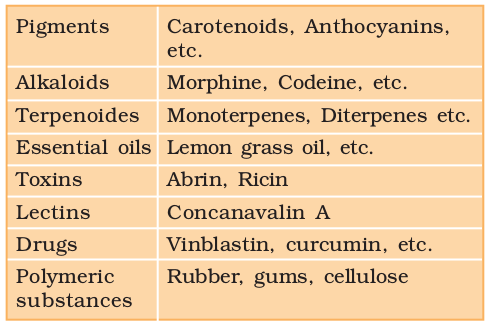 Pigments Carotenoids, Anthocyanins,
etc.
Alkaloids Morphine, Codeine, etc.
Terpenoides Monoterpenes, Diterpenes etc.
Essential oils Lemon grass oil, etc.
Toxins Abrin, Ricin
Lectins Concanavalin A
Drugs Vinblastin, curcumin, etc.
Polymeric Rubber, gums, cellulose
substances